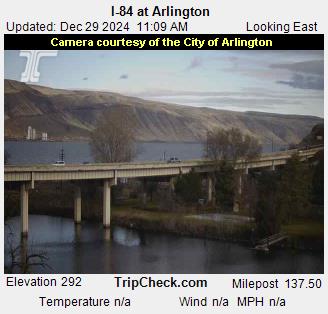 I-84 at Arlington
Updated: Dec 29 2024 11:09 AM Looking East
Camera courtesy of the City of Arlington
Elevation 292 TripCheck.com Milepost 137.50
Temperature n/a Wind n/a MPH n/a